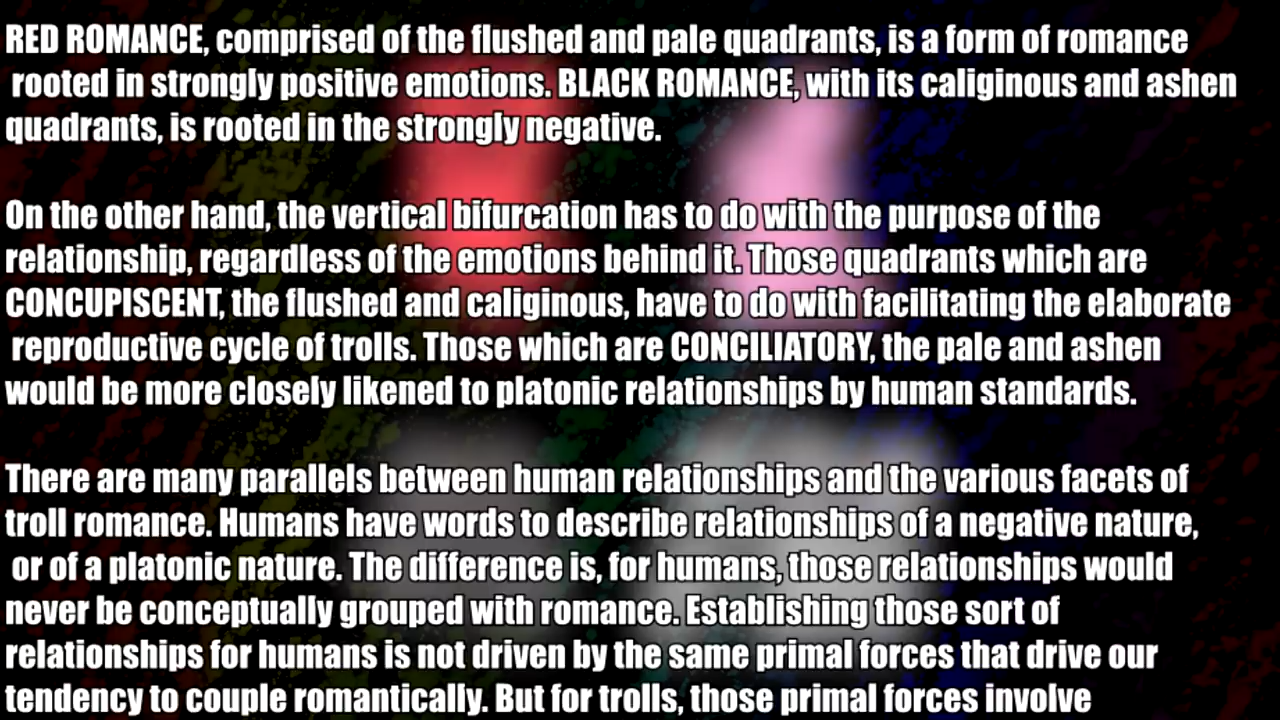 RED ROMANCE, comprised of the flushed and pale quadrants, is a form of romance
rooted in strongly positive emotions. BLACK ROMANCE, with its caliginous and ashen
quadrants, is rooted in the strongly negative.
On the other hand, the vertical bifurcation has to do with the purpose of the
relationship, regardless of the emotions behind it. Those quadrants which are
CONCUPISCENT, the flushed and caliginous, have to do with facilitating the elaborate
reproductive cycle of trolls. Those which are CONCILIATORY, the pale and ashen
would be more closely likened to platonic relationships by human standards.
There are many parallels between human relationships and the various facets of
troll romance. Humans have words to describe relationships of a negative nature,
or of a platonic nature. The difference is, for humans, those relationships would
never be conceptually grouped with romance. Establishing those sort of
relationships for humans is not driven by the same primal forces that drive our
tendency to couple romantically. But for trolls, those primal forces involve